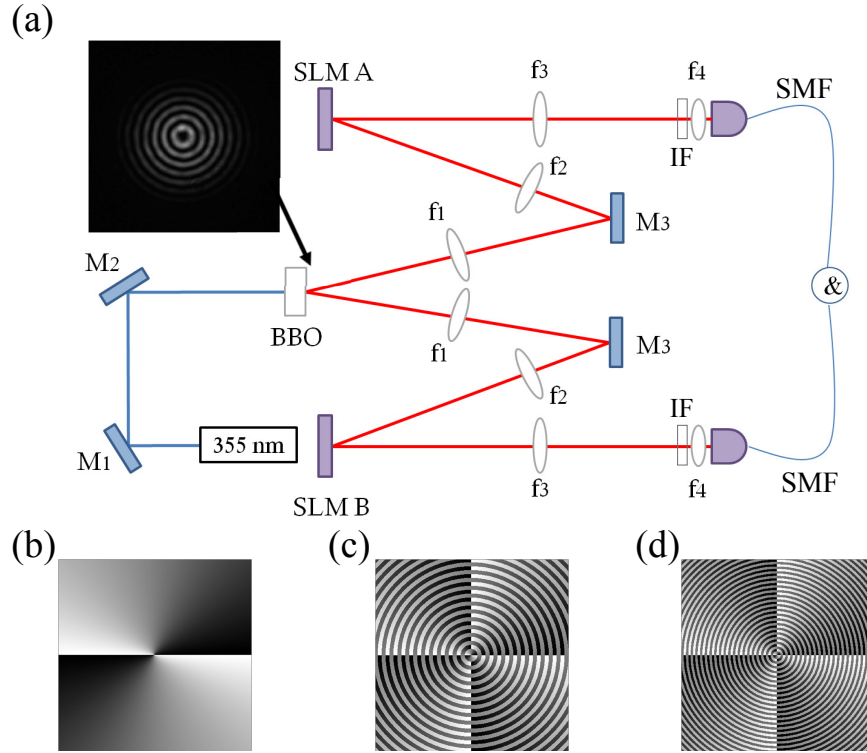 (a)
SLM A
f3
f4
SMF
IF
f2
f1
M3
M2
&
BBO
f1
M3
f2
IF
M1
355 nm
f3
f4
SLM B
SMF
(b)
(c)
(d)